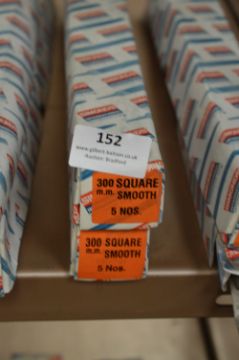 152
www.gilbert-baitson.co.uk
Auction: Bradford
300 SQUARE
m.m. SMOOTH
5 NOS.
300 SQUARE
m.m. SMOOTH
5 Nos.